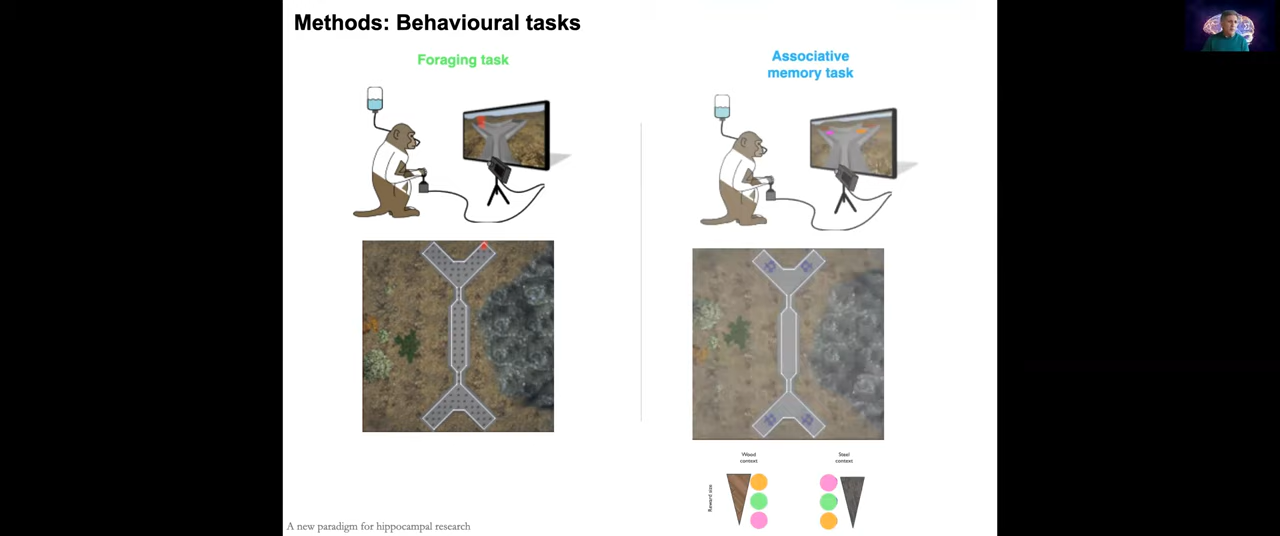 Methods: Behavioural tasks
Foraging task
Associative
memory task
Wood
context
Steel
context
Reward size
A new paradigm for hippocampal research